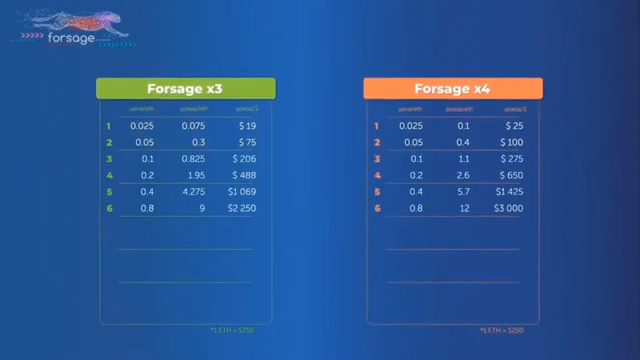 forsage
Forsage x3
Forsage x4
1 0.025 0.075 $ 19
2 0.05 0.3 $ 75
3 0.1 0.825 $ 206
4 0.2 1.95 $ 488
5 0.4 4.275 $1 069
6 0.8 9 $2 250
*1 ETH = $250
1 0.025 0.1 $ 25
2 0.05 0.4 $ 100
3 0.1 1.1 $ 275
4 0.2 2.6 $ 650
5 0.4 5.7 $1 425
6 0.8 12 $3 000
*1 ETH = $250